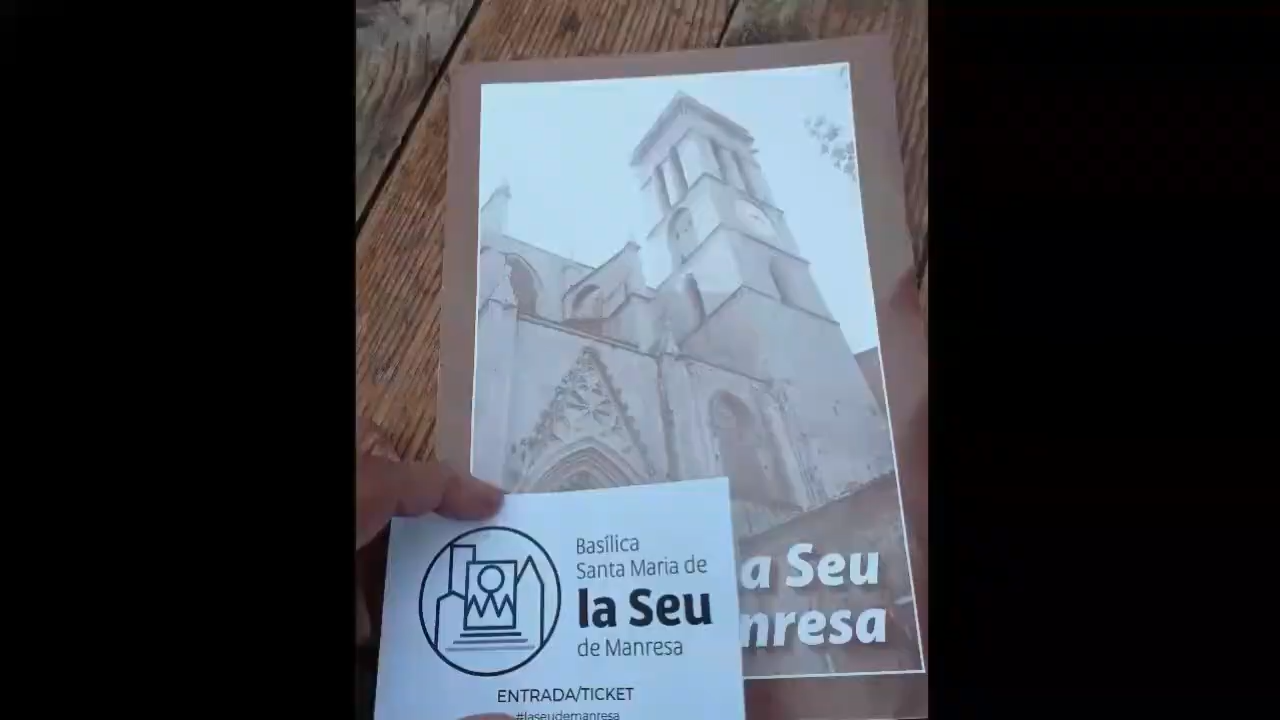 Basílica
Santa Maria de
la Seu
de Manresa
ENTRADA/TICKET
#laseudemanresa
a Seu
nresa